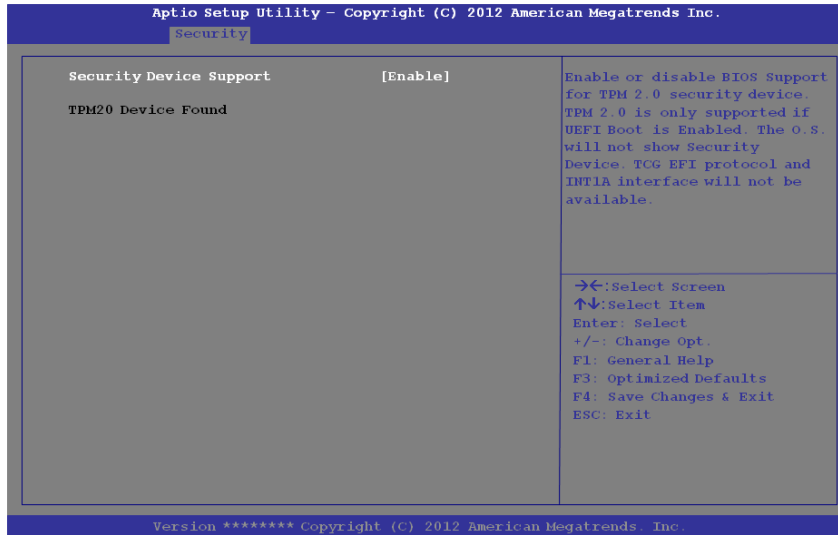 Aptio Setup Utility – Copyright (C) 2012 American Megatrends Inc.
Security
Security Device Support [Enable]
TPM20 Device Found
Enable or disable BIOS Support
for TPM 2.0 security device.
TPM 2.0 is only supported if
UEFI Boot is Enabled. The O.S.
will not show Security
Device. TCG EFI protocol and
INT1A interface will not be
available.
→←:Select Screen
↑↓:Select Item
Enter: Select
+/-: Change Opt.
F1: General Help
F3: Optimized Defaults
F4: Save Changes & Exit
ESC: Exit
Version ******** Copyright (C) 2012 American Megatrends. Inc.